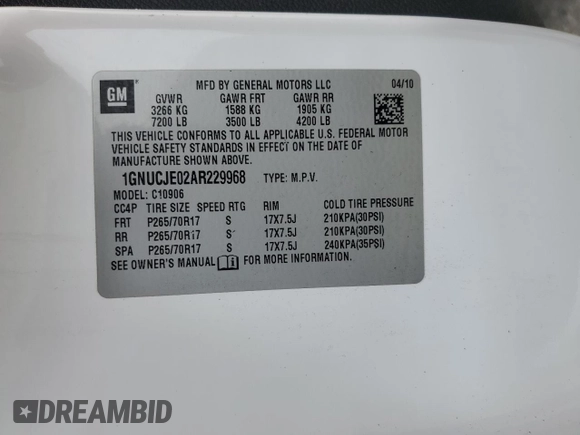 GM
MFD BY GENERAL MOTORS LLC 04/10
GVWR GAWR FRT GAWR RR
3266 KG 1588 KG 1905 KG
7200 LB 3500 LB 4200 LB
THIS VEHICLE CONFORMS TO ALL APPLICABLE U.S. FEDERAL MOTOR
VEHICLE SAFETY STANDARDS IN EFFECT ON THE DATE OF
MANUFACTURE SHOWN ABOVE.
1GNUCJE02AR229968 TYPE: M.P.V.
MODEL: C10906
CC4P TIRE SIZE SPEED RTG RIM COLD TIRE PRESSURE
FRT P265/70R17 S 17X7.5J 210KPA(30PSI)
RR P265/70R17 S 17X7.5J 210KPA(30PSI)
SPA P265/70R17 S 17X7.5J 240KPA(35PSI)
SEE OWNER'S MANUAL FOR MORE INFORMATION.
DREAMBID